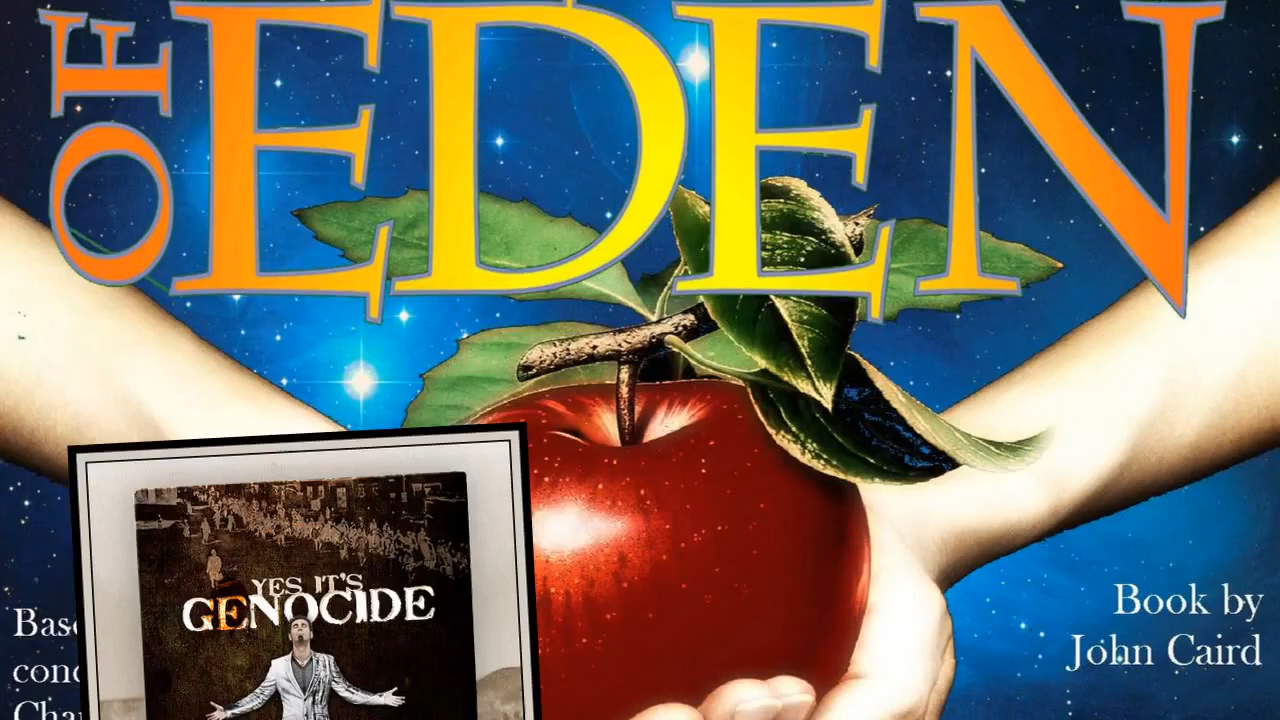 OF
EDEN
YES IT'S
GENOCIDE
Book by
John Caird